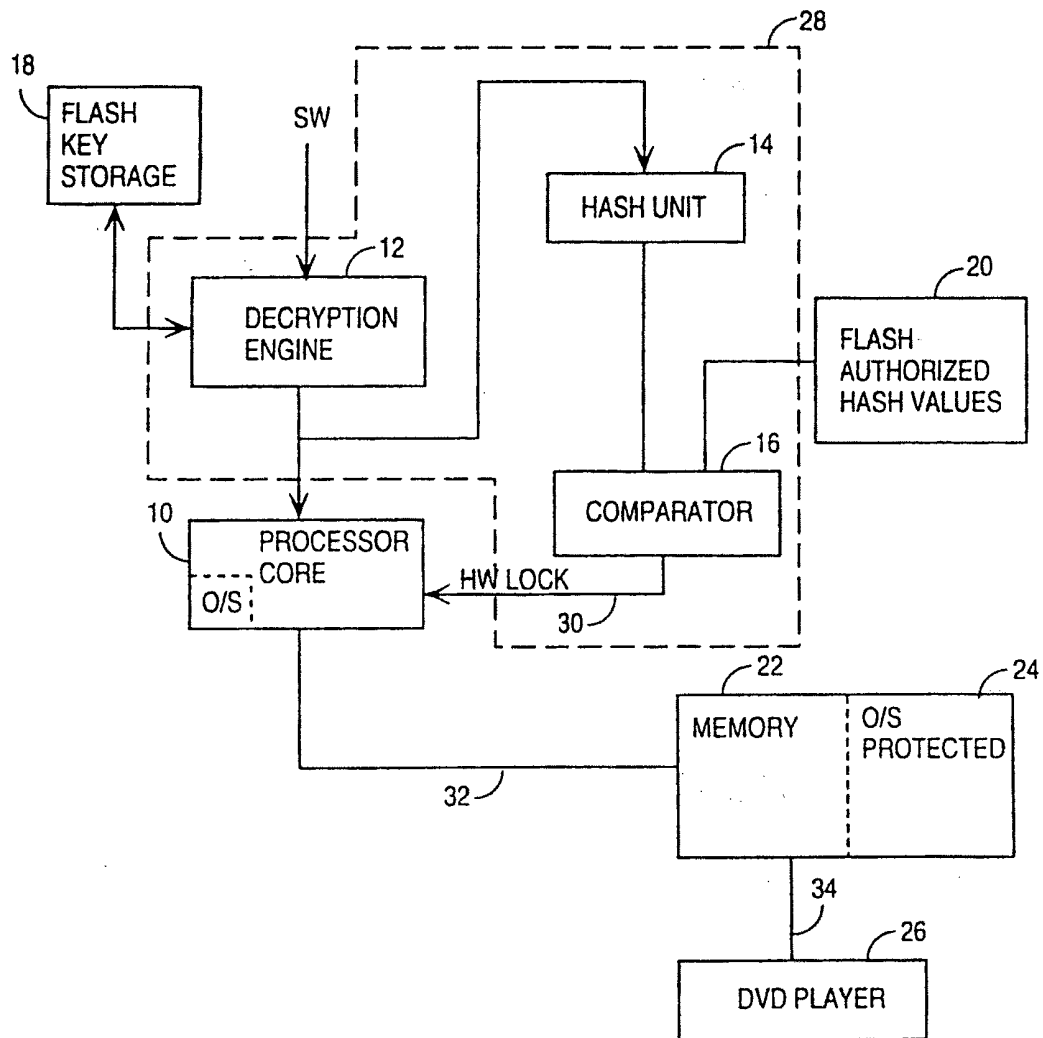 28
18
FLASH
KEY
STORAGE
SW
14
HASH UNIT
12
DECRYPTION
ENGINE
20
FLASH
AUTHORIZED
HASH VALUES
16
COMPARATOR
10
PROCESSOR
CORE
O/S
HW LOCK
30
22
24
MEMORY
O/S
PROTECTED
32
34
26
DVD PLAYER